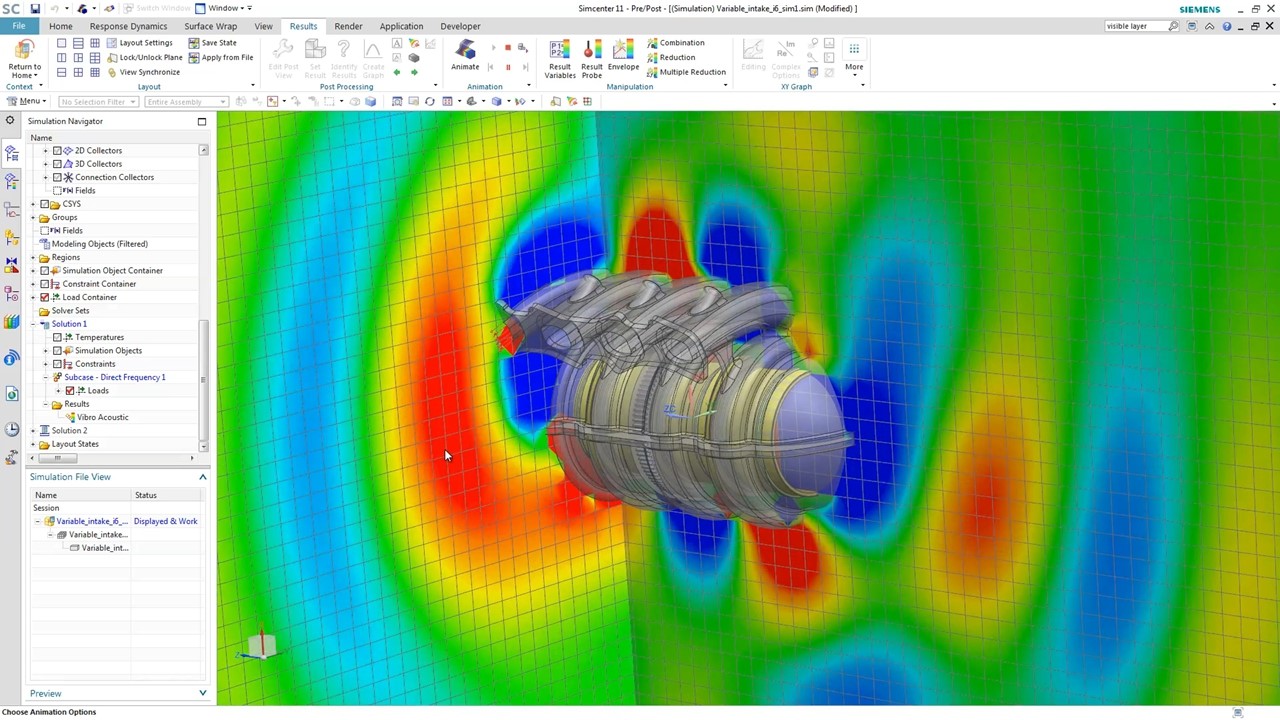 SC
Switch Window
Window
Simcenter 11 - Pre/Post - [(Simulation) Variable_intake_i6_sim1.sim (Modified) ]
SIEMENS
File
Home
Response Dynamics
Surface Wrap
View
Results
Render
Application
Developer
visible layer
Return to
Home
Layout Settings
Lock/Unlock Plane
View Synchronize
Save State
Apply from File
Edit Post
View
Set
Result
Identify
Results
Create
Graph
Animate
Result
Variables
Result
Probe
Envelope
Combination
Reduction
Multiple Reduction
Editing
Complex
Options
More
Context
Layout
Post Processing
Animation
Manipulation
XY Graph
Menu
No Selection Filter
Entire Assembly
Simulation Navigator
Name
2D Collectors
3D Collectors
Connection Collectors
Fields
CSYS
Groups
Fields
Modeling Objects (Filtered)
Regions
Simulation Object Container
Constraint Container
Load Container
Solver Sets
Solution 1
Temperatures
Simulation Objects
Constraints
Subcase - Direct Frequency 1
Loads
Results
Vibro Acoustic
Solution 2
Layout States
Simulation File View
Name
Status
Session
Variable_intake_i6_...
Displayed & Work
Variable_intake...
Variable_int...
Preview
Choose Animation Options